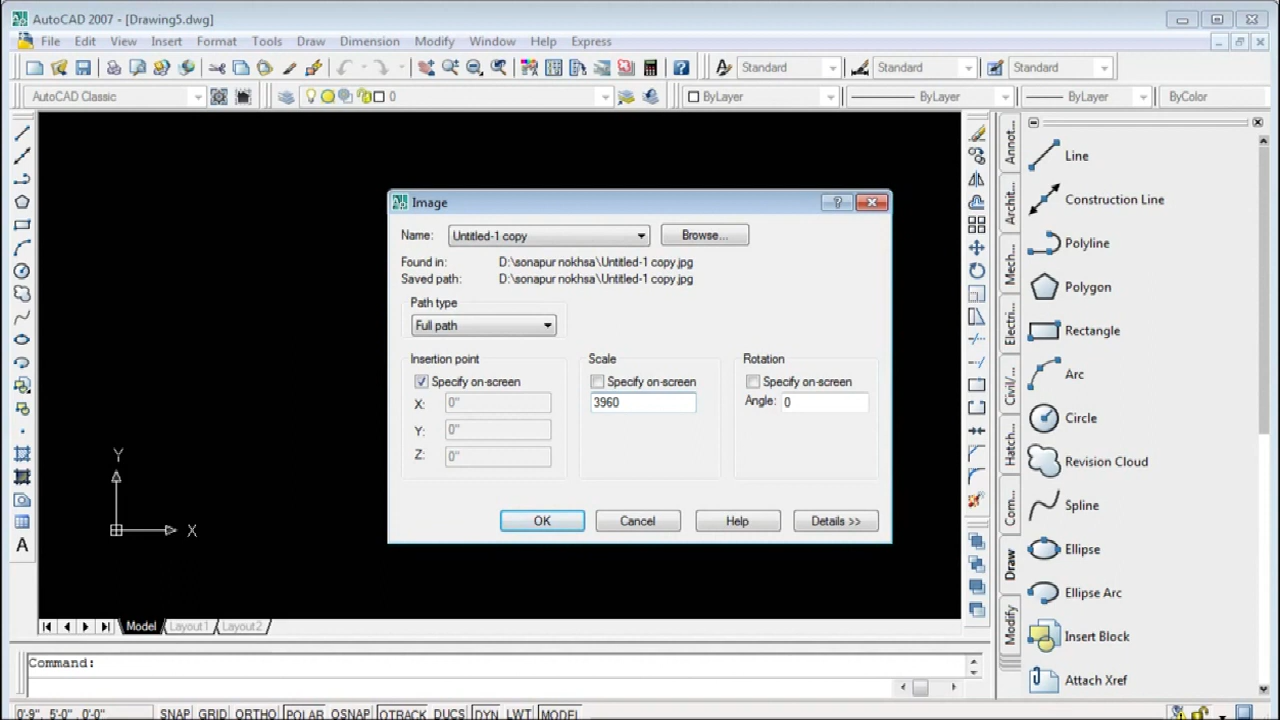 AutoCAD 2007 - [Drawing5.dwg]
File Edit View Insert Format Tools Draw Dimension Modify Window Help Express
Standard Standard Standard
AutoCAD Classic 0 ByLayer ByLayer ByLayer ByColor
Image
Name: Untitled-1 copy Browse...
Found in: D:\sonapur nokhsa\Untitled-1 copy.jpg
Saved path: D:\sonapur nokhsa\Untitled-1 copy.jpg
Path type
Full path
Insertion point Scale Rotation
Specify on-screen Specify on-screen Specify on-screen
X: 0" 3960 Angle: 0
Y: 0"
Z: 0"
OK Cancel Help Details >>
Y
X
A
Annot...
Archit...
Mech...
Electri...
Civil/...
Hatch...
Com...
Draw
Modify
Line
Construction Line
Polyline
Polygon
Rectangle
Arc
Circle
Revision Cloud
Spline
Ellipse
Ellipse Arc
Insert Block
Attach Xref
Model Layout1 Layout2
Command:
0'-9", 5'-0" , 0'-0" SNAP GRID ORTHO POLAR OSNAP OTRACK DUCS DYN LWT MODEL